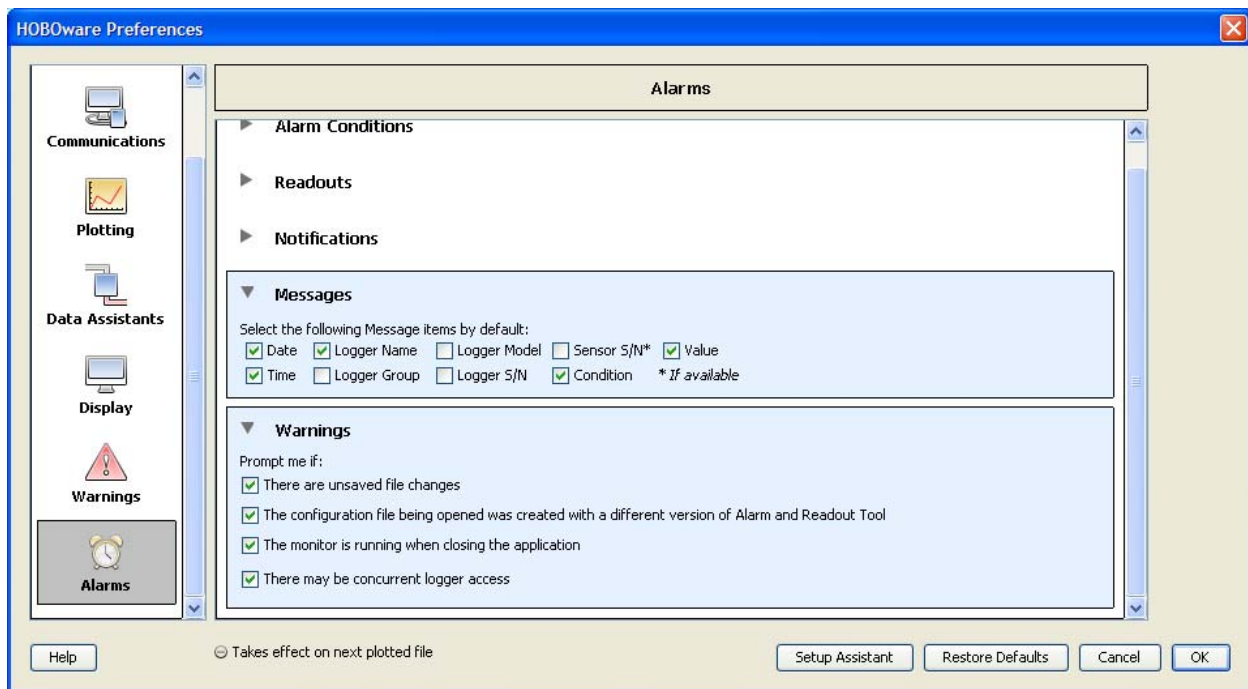 HOBOware Preferences
Communications
Plotting
Data Assistants
Display
Warnings
Alarms
Alarms
Alarm Conditions
Readouts
Notifications
Messages
Select the following Message items by default:
Date Logger Name Logger Model Sensor S/N* Value
Time Logger Group Logger S/N Condition * If available
Warnings
Prompt me if:
There are unsaved file changes
The configuration file being opened was created with a different version of Alarm and Readout Tool
The monitor is running when closing the application
There may be concurrent logger access
Help Takes effect on next plotted file Setup Assistant Restore Defaults Cancel OK